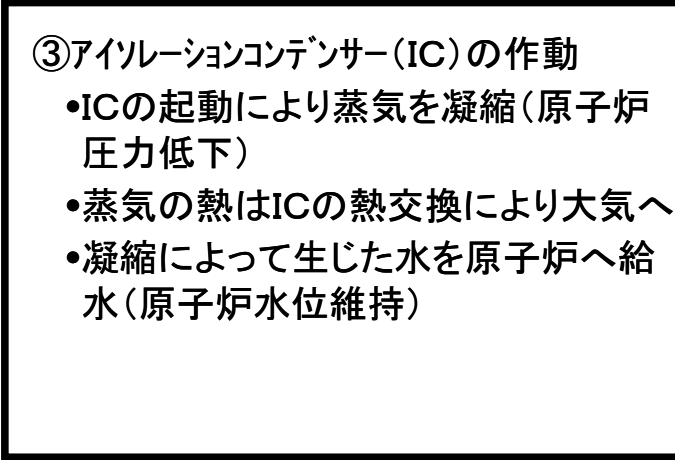 ③ｱｲｿﾚｰｼｮﾝｺﾝﾃﾞﾝｻｰ(IC)の作動
•ICの起動により蒸気を凝縮(原子炉
圧力低下)
•蒸気の熱はICの熱交換により大気へ
•凝縮によって生じた水を原子炉へ給
水(原子炉水位維持)